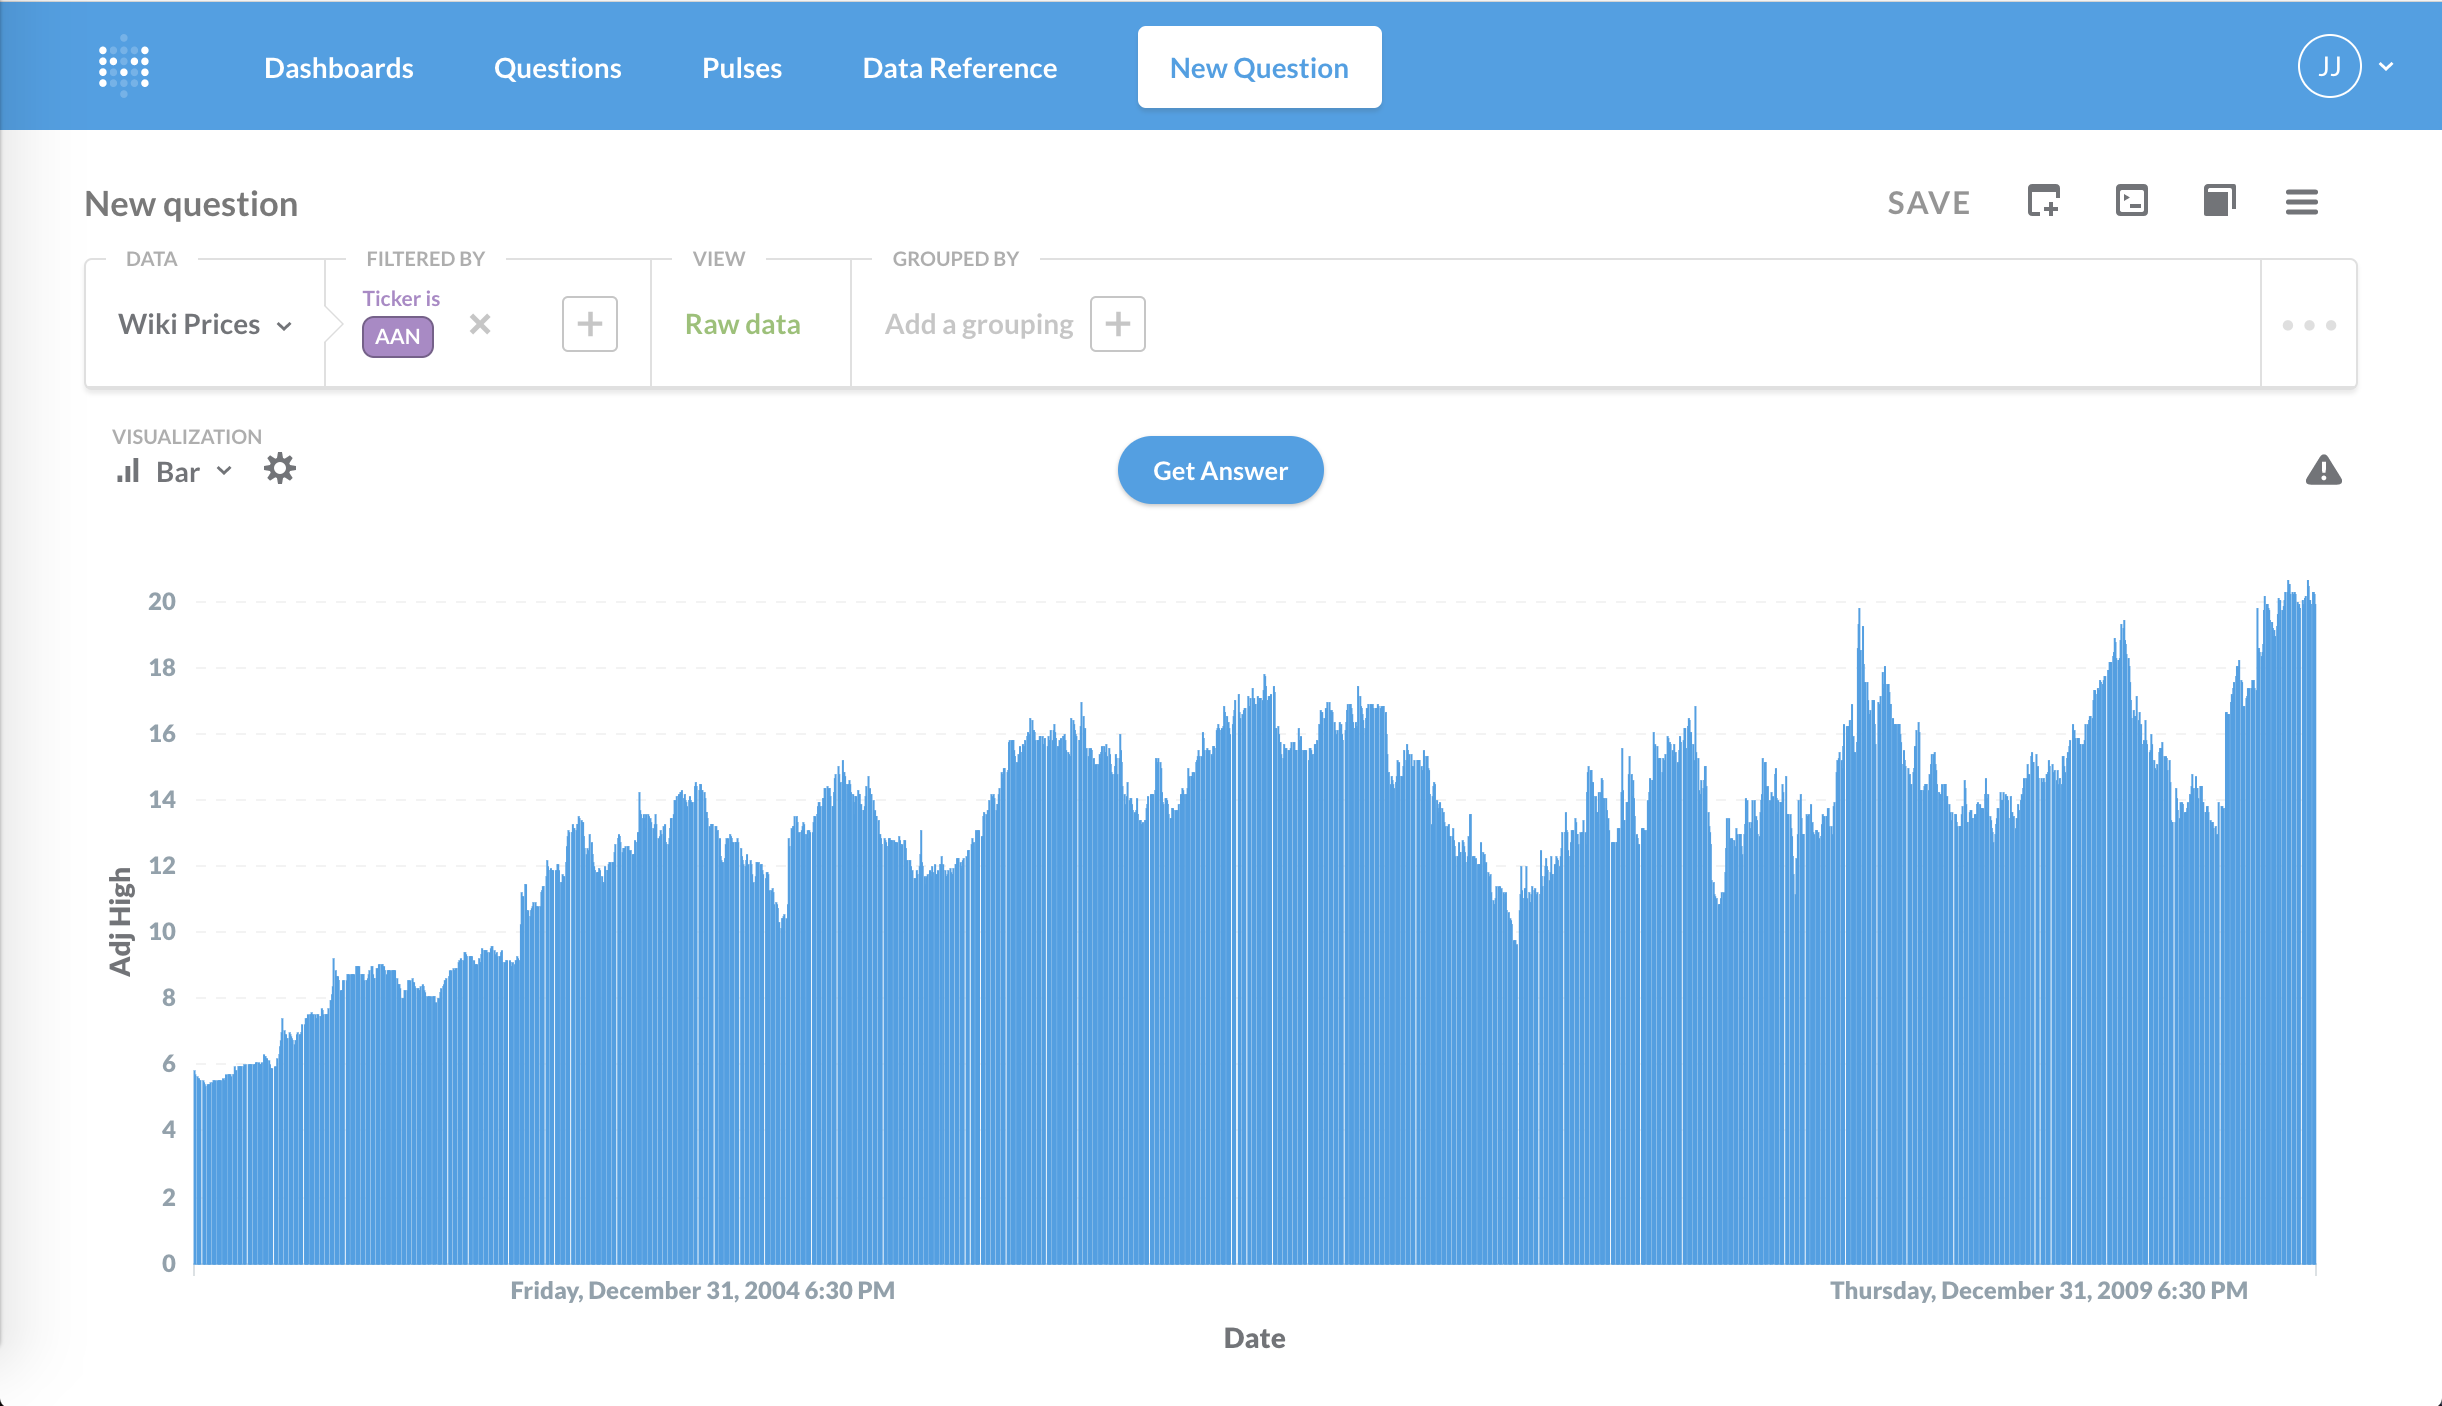 Dashboards
Questions
Pulses
Data Reference
New Question
JJ
New question
SAVE
DATA
FILTERED BY
VIEW
GROUPED BY
Wiki Prices
Ticker is
AAN
Raw data
Add a grouping
VISUALIZATION
Bar
Get Answer
20
18
16
14
12
10
8
6
4
2
0
Adj High
Friday, December 31, 2004 6:30 PM
Thursday, December 31, 2009 6:30 PM
Date